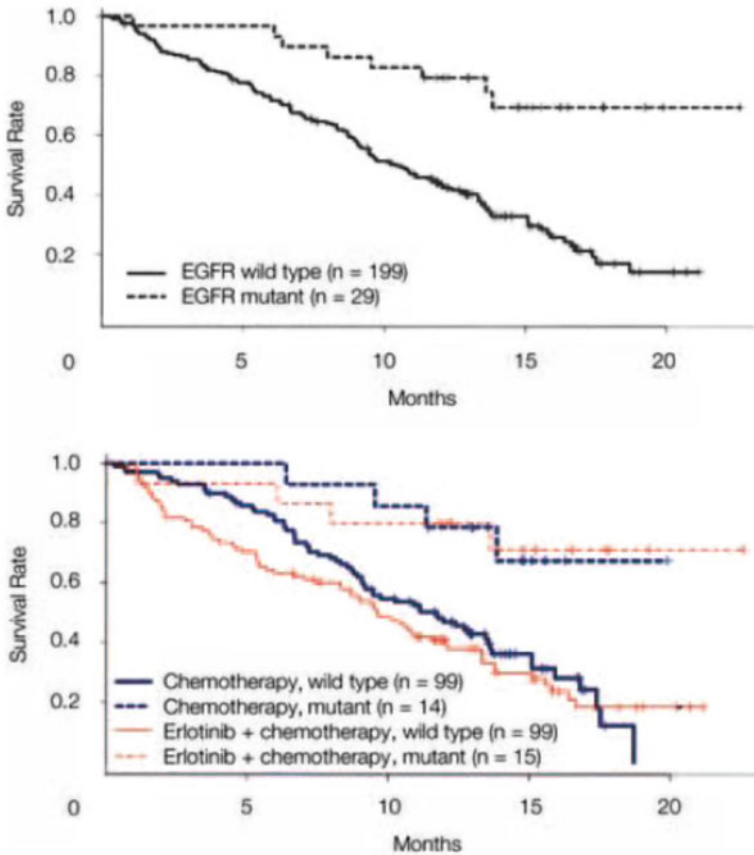 1.0
0.8
0.6
0.4
0.2
0
Survival Rate
EGFR wild type (n = 199)
EGFR mutant (n = 29)
5 10 15 20
Months
1.0
0.8
0.6
0.4
0.2
0
Survival Rate
Chemotherapy, wild type (n = 99)
Chemotherapy, mutant (n = 14)
Erlotinib + chemotherapy, wild type (n = 99)
Erlotinib + chemotherapy, mutant (n = 15)
5 10 15 20
Months